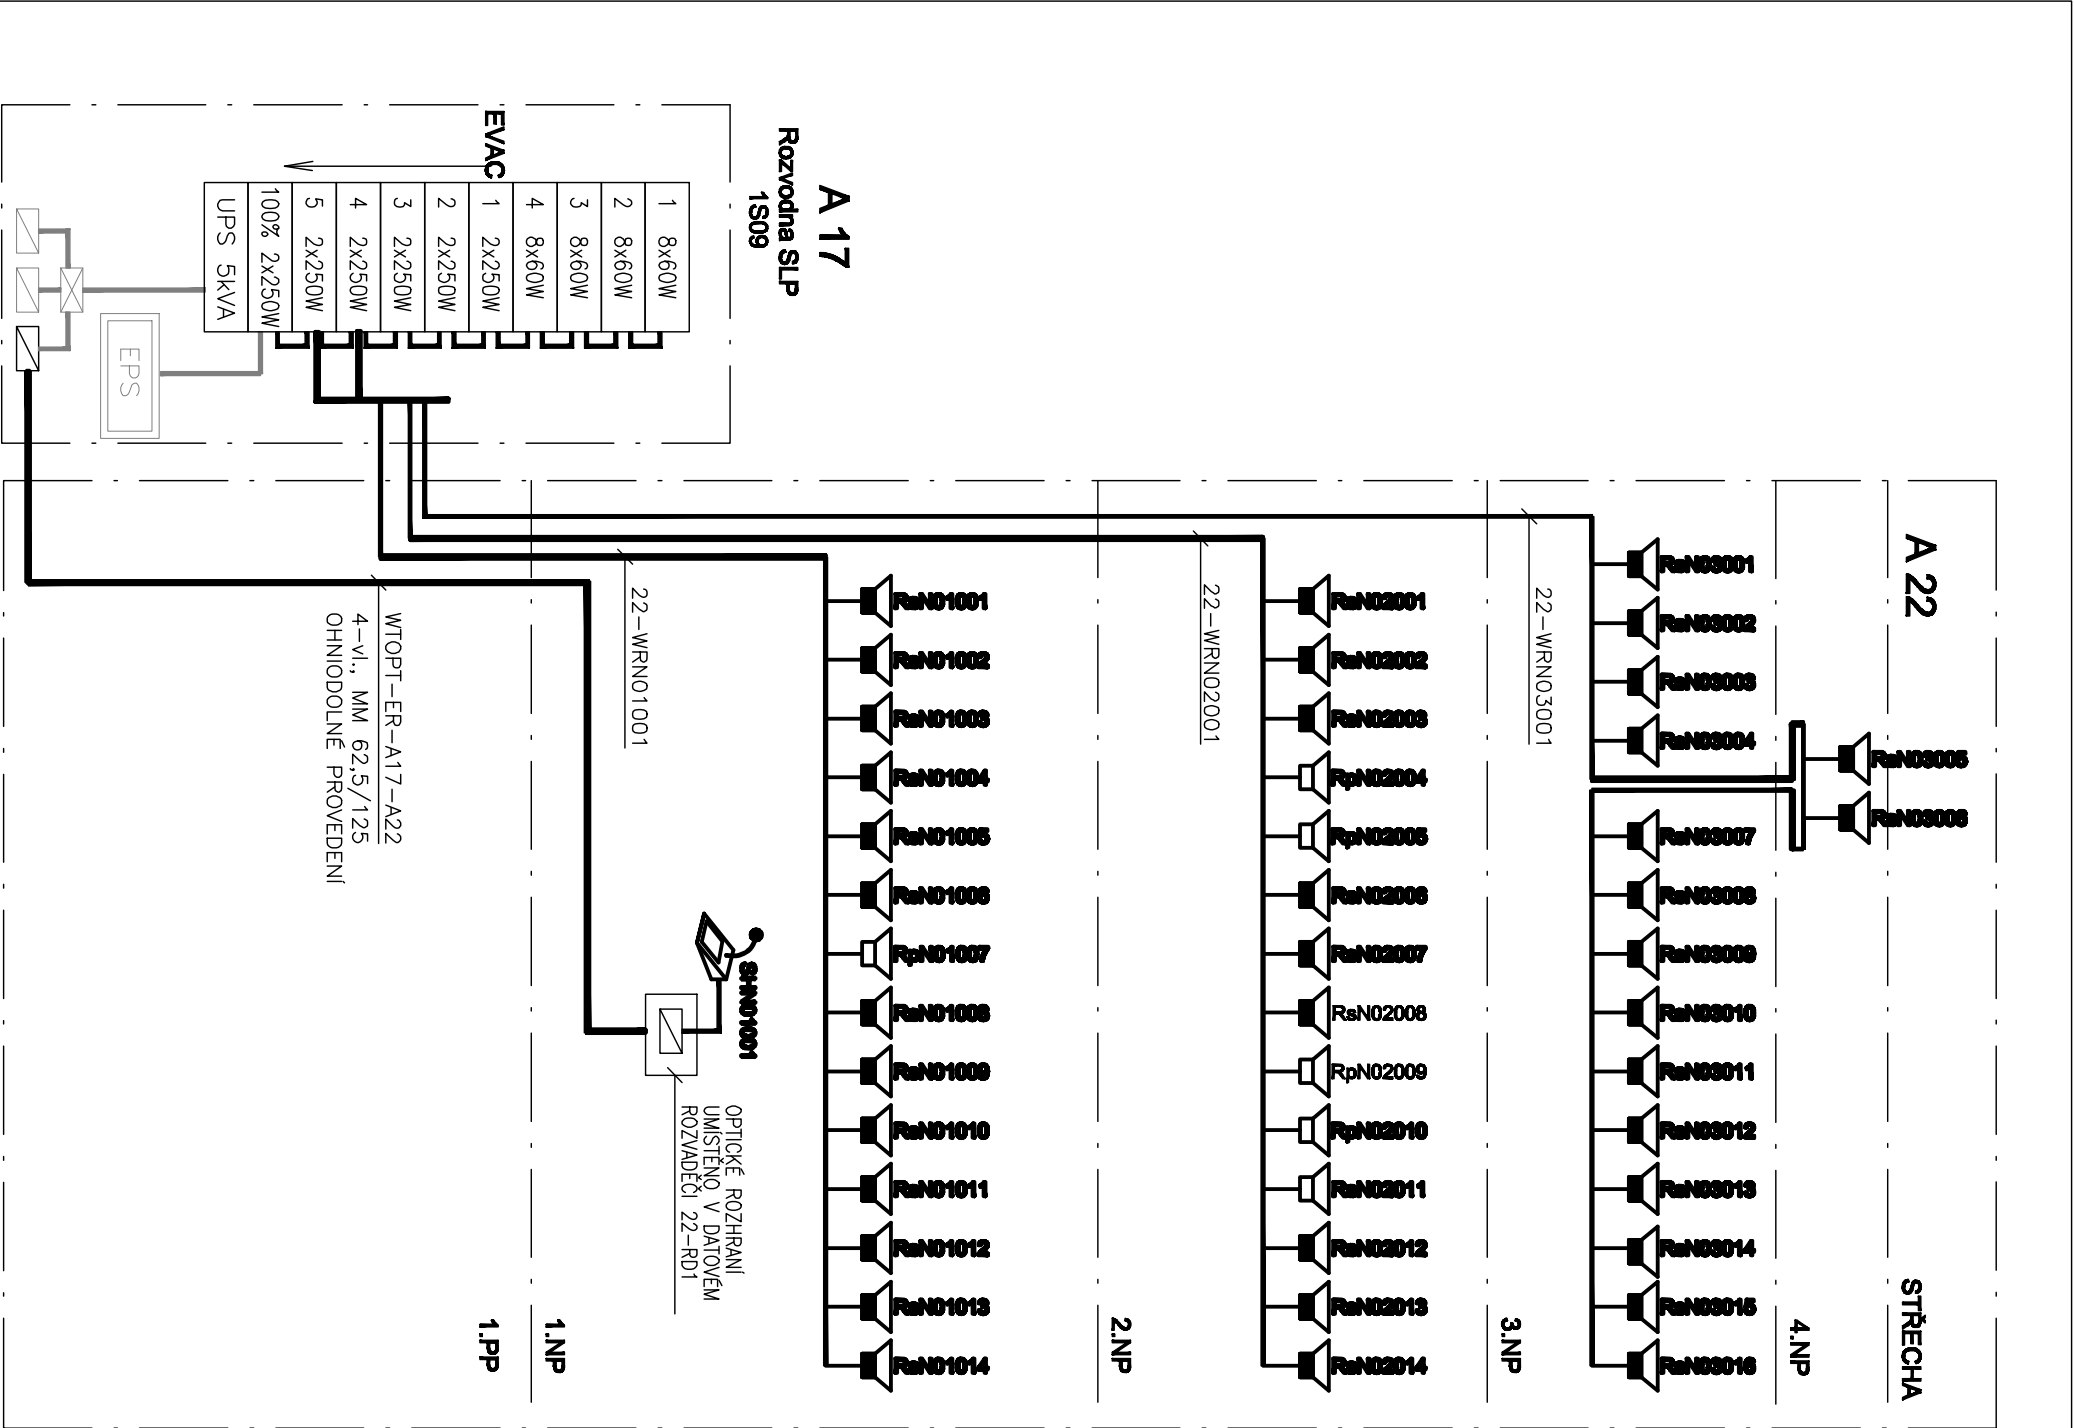 A 22
STŘECHA
RsN03005
RsN03006
4.NP
RsN03001
RsN03002
RsN03003
RsN03004
RsN03007
RsN03008
RsN03009
RsN03010
RsN03011
RsN03012
RsN03013
RsN03014
RsN03015
RsN03016
22-WRN03001
3.NP
RsN02001
RsN02002
RsN02003
RpN02004
RpN02005
RsN02006
RsN02007
RsN02008
RpN02009
RpN02010
RsN02011
RsN02012
RsN02013
RsN02014
22-WRN02001
2.NP
RsN01001
RsN01002
RsN01003
RsN01004
RsN01005
RsN01006
RpN01007
RsN01008
RsN01009
RsN01010
RsN01011
RsN01012
RsN01013
RsN01014
A 17
Rozvodna SLP
1S09
SHN01001
OPTICKÉ ROZHRANÍ
UMÍSTĚNO V DATOVÉM
ROZVADĚČI 22-RD1
22-WRN01001
1.NP
1.PP
1 8x60W
2 8x60W
3 8x60W
4 8x60W
1 2x250W
2 2x250W
3 2x250W
4 2x250W
5 2x250W
100% 2x250W
UPS 5kVA
EVAC
WTOPT-ER-A17-A22
4-vl., MM 62,5/125
OHNIODOLNÉ PROVEDENÍ
EPS